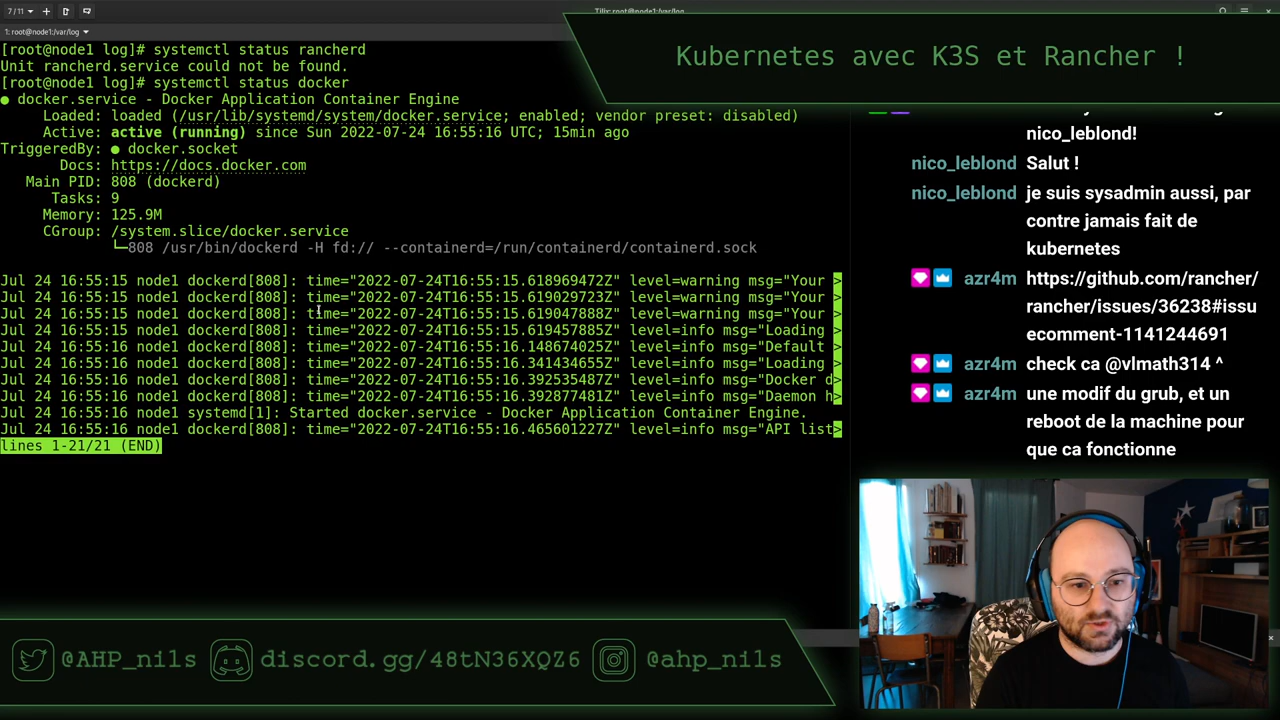 7 / 11
Tilix: root@node1:/var/log
1: root@node1:/var/log
[root@node1 log]# systemctl status rancherd
Unit rancherd.service could not be found.
[root@node1 log]# systemctl status docker
● docker.service - Docker Application Container Engine
Loaded: loaded (/usr/lib/systemd/system/docker.service; enabled; vendor preset: disabled)
Active: active (running) since Sun 2022-07-24 16:55:16 UTC; 15min ago
TriggeredBy: ● docker.socket
Docs: https://docs.docker.com
Main PID: 808 (dockerd)
Tasks: 9
Memory: 125.9M
CGroup: /system.slice/docker.service
└─808 /usr/bin/dockerd -H fd:// --containerd=/run/containerd/containerd.sock
Jul 24 16:55:15 node1 dockerd[808]: time="2022-07-24T16:55:15.618969472Z" level=warning msg="Your >
Jul 24 16:55:15 node1 dockerd[808]: time="2022-07-24T16:55:15.619029723Z" level=warning msg="Your >
Jul 24 16:55:15 node1 dockerd[808]: time="2022-07-24T16:55:15.619047888Z" level=warning msg="Your >
Jul 24 16:55:15 node1 dockerd[808]: time="2022-07-24T16:55:15.619457885Z" level=info msg="Loading >
Jul 24 16:55:16 node1 dockerd[808]: time="2022-07-24T16:55:16.148674025Z" level=info msg="Default >
Jul 24 16:55:16 node1 dockerd[808]: time="2022-07-24T16:55:16.341434655Z" level=info msg="Loading >
Jul 24 16:55:16 node1 dockerd[808]: time="2022-07-24T16:55:16.392535487Z" level=info msg="Docker d>
Jul 24 16:55:16 node1 dockerd[808]: time="2022-07-24T16:55:16.392877481Z" level=info msg="Daemon h>
Jul 24 16:55:16 node1 systemd[1]: Started docker.service - Docker Application Container Engine.
Jul 24 16:55:16 node1 dockerd[808]: time="2022-07-24T16:55:16.465601227Z" level=info msg="API list>
lines 1-21/21 (END)
Kubernetes avec K3S et Rancher !
nico_leblond!
nico_leblond Salut !
nico_leblond je suis sysadmin aussi, par
contre jamais fait de
kubernetes
azr4m https://github.com/rancher/
rancher/issues/36238#issu
ecomment-1141244691
azr4m check ca @vlmath314 ^
azr4m une modif du grub, et un
reboot de la machine pour
que ca fonctionne
@AHP_nils
discord.gg/48tN36XQZ6
@ahp_nils